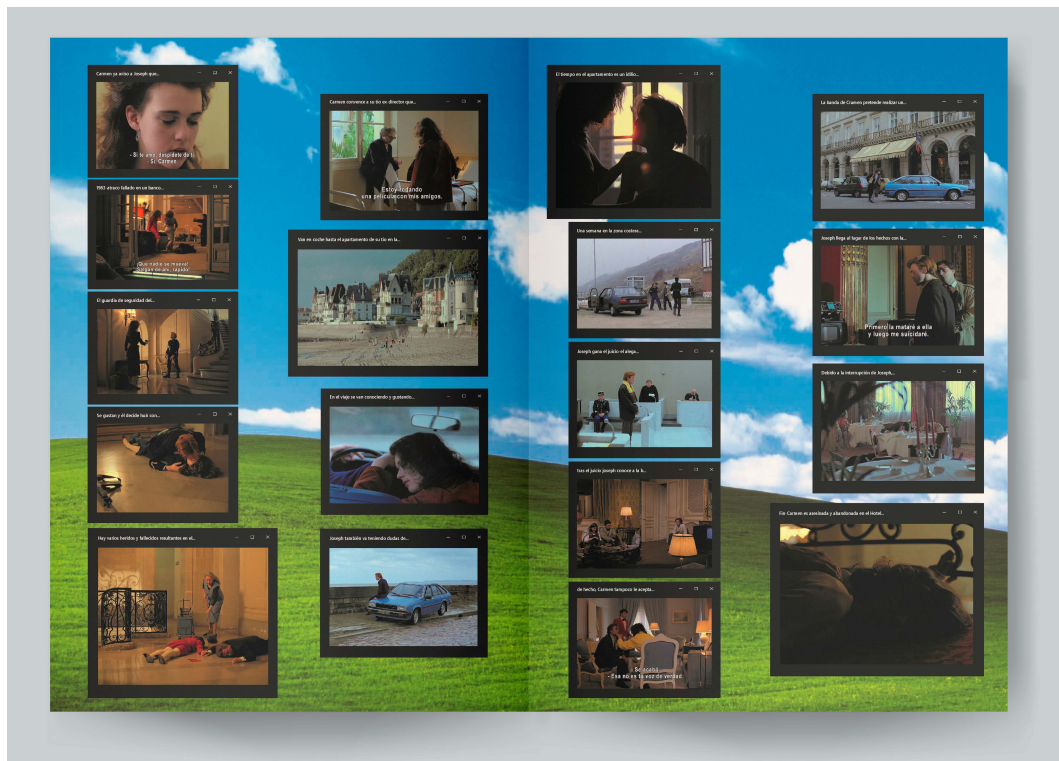 Carmen ya aviso a Joseph que...
- Si te amo, despídete de ti.
- Sí, Carmen.
1983-atraco fallado en un banco...
¡Que nadie se mueva!
Salgan de ahí, rápido!
El guardia de seguridad del...
Se gustan y él decide huir con...
Hay varios heridos y fallecidos resultantes en el...
Carmen convence a su tio ex-director que...
Estoy rodando
una película con mis amigos.
Van en coche hasta el apartamento de su tío en la...
En el viaje se van conociendo y gustando...
Joseph también va teniendo dudas de...
El tiempo en el apartamento es un idilio...
Una semana en la zona costera...
Joseph gana el juicio-el alega...
tras el juicio joseph conoce a la b...
de hecho, Carmen tampoco le acepta...
- Se acabó.
- Esa no es tu voz de verdad.
La banda de Cramen pretende realizar un...
Joseph llega al lugar de los hechos con la...
Primero la mataré a ella
y luego me suicidaré.
Debido a la interrupción de Joseph,...
Fin-Carmen es asesinada y abandonada en el Hotel...